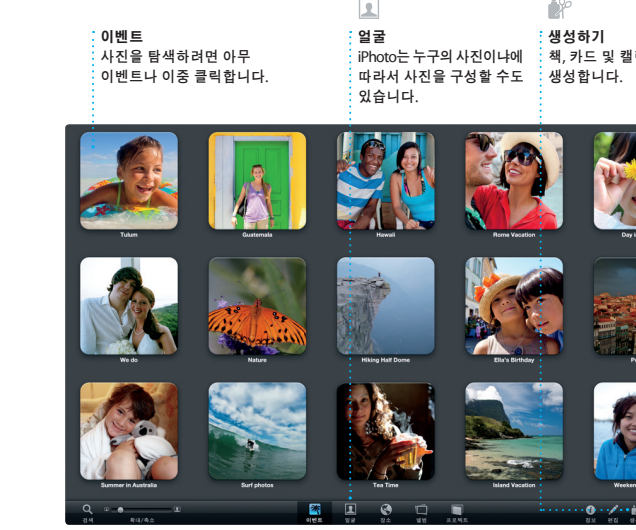 이벤트
사진을 탐색하려면 아무
이벤트나 이중 클릭합니다.
얼굴
iPhoto는 누구의 사진이냐에
따라서 사진을 구성할 수도
있습니다.
생성하기
책, 카드 및
생성합니다.
Tulum
Guatemala
Hawaii
Rome Vacation
Day
We do
Nature
Hiking Half Dome
Ella's Birthday
Summer in Australia
Surf photos
Tea Time
Island Vacation
Weeken
검색
확대/축소
이벤트
얼굴
장소
앨범
프로젝트
정보
편집